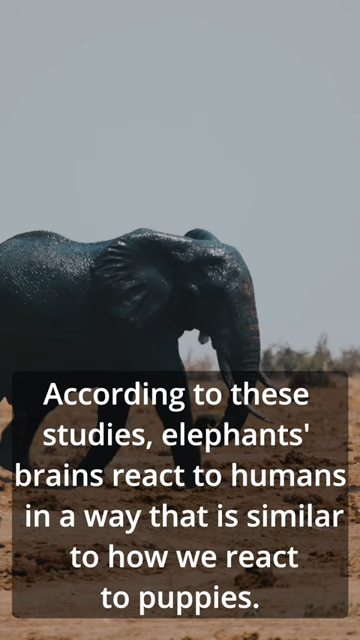 According to these
studies, elephants'
brains react to humans
in a way that is similar
to how we react
to puppies.